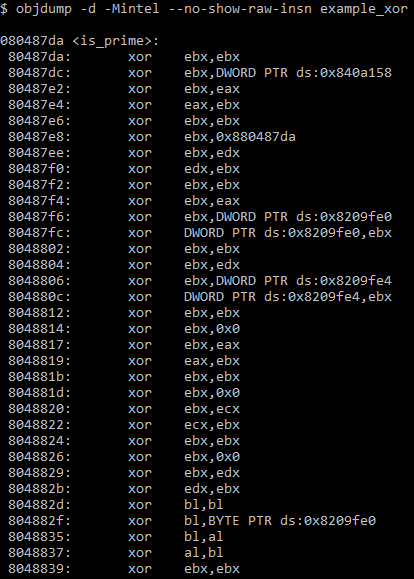 $ objdump -d -Mintel --no-show-raw-insn example_xor
080487da <is_prime>:
80487da: xor ebx,ebx
80487dc: xor ebx,DWORD PTR ds:0x840a158
80487e2: xor ebx,eax
80487e4: xor eax,ebx
80487e6: xor ebx,ebx
80487e8: xor ebx,0x880487da
80487ee: xor ebx,edx
80487f0: xor edx,ebx
80487f2: xor ebx,ebx
80487f4: xor ebx,eax
80487f6: xor ebx,DWORD PTR ds:0x8209fe0
80487fc: xor DWORD PTR ds:0x8209fe0,ebx
8048802: xor ebx,ebx
8048804: xor ebx,edx
8048806: xor ebx,DWORD PTR ds:0x8209fe4
804880c: xor DWORD PTR ds:0x8209fe4,ebx
8048812: xor ebx,ebx
8048814: xor ebx,0x0
8048817: xor ebx,eax
8048819: xor eax,ebx
804881b: xor ebx,ebx
804881d: xor ebx,0x0
8048820: xor ebx,ecx
8048822: xor ecx,ebx
8048824: xor ebx,ebx
8048826: xor ebx,0x0
8048829: xor ebx,edx
804882b: xor edx,ebx
804882d: xor bl,bl
804882f: xor bl,BYTE PTR ds:0x8209fe0
8048835: xor bl,al
8048837: xor al,bl
8048839: xor ebx,ebx